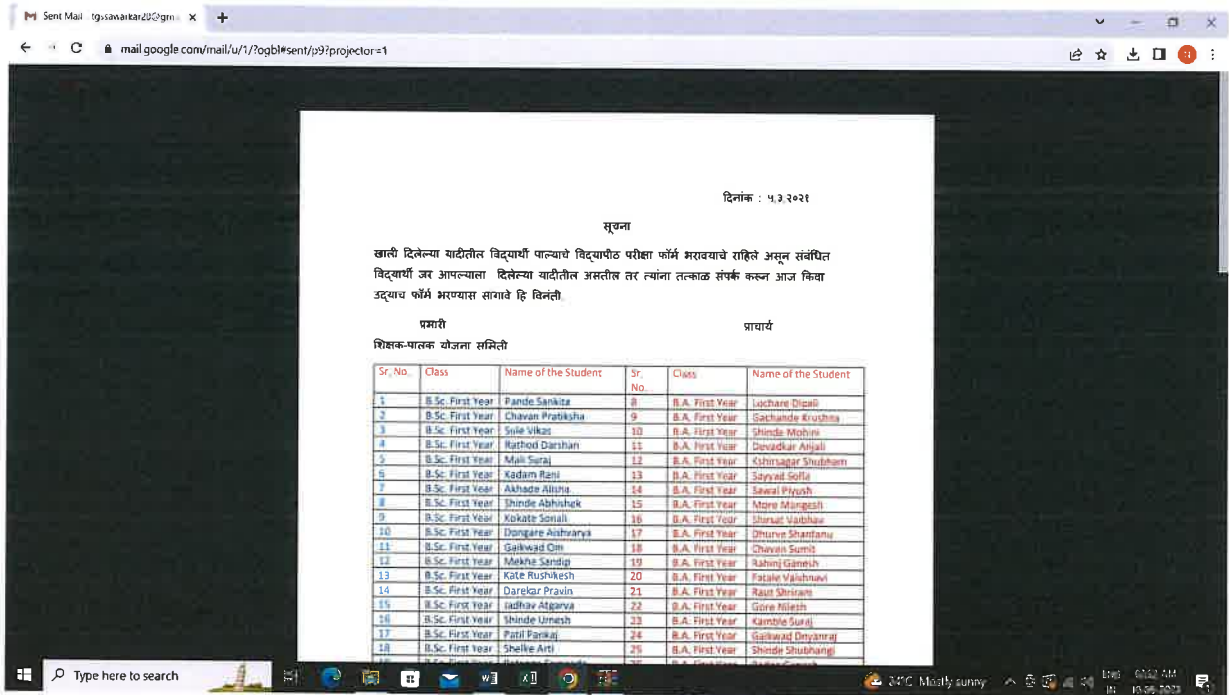 Sent Mail - tgssawarkar20@gm
mail.google.com/mail/u/1/?ogbl#sent/p9?projector=1
दिनांक : ५.३.२०२१
सूचना
खाली दिलेल्या यादीतील विद्यार्थी पाल्याचे विद्यापीठ परीक्षा फॉर्म भरावयाचे राहिले असून संबंधित
विद्यार्थी जर आपल्याला दिलेल्या यादीतील असतील तर त्यांना तत्काळ संपर्क करून आज किवा
उद्याच फॉर्म भरण्यास सागावे हि विनंती.
प्रभारी प्राचार्य
शिक्षक-पालक योजना समिती
Sr. No. Class Name of the Student Sr. No. Class Name of the Student
1 B.Sc. First Year Pande Sankita 8 B.A. First Year Lochare Dipali
2 B.Sc. First Year Chavan Pratiksha 9 B.A. First Year Gachande Krushna
3 B.Sc. First Year Sule Vikas 10 B.A. First Year Shinde Mohini
4 B.Sc. First Year Rathod Darshan 11 B.A. First Year Devadkar Anjali
5 B.Sc. First Year Mali Suraj 12 B.A. First Year Kshirsagar Shubham
6 B.Sc. First Year Kadam Rani 13 B.A. First Year Sayyad Sofia
7 B.Sc. First Year Akhade Alisha 14 B.A. First Year Sawai Piyush
8 B.Sc. First Year Shinde Abhishek 15 B.A. First Year More Mangesh
9 B.Sc. First Year Kokate Sonali 16 B.A. First Year Shirsat Vaibhav
10 B.Sc. First Year Dongare Aishvarya 17 B.A. First Year Dhurve Shantanu
11 B.Sc. First Year Gaikwad Om 18 B.A. First Year Chavan Sumit
12 B.Sc. First Year Mekhe Sandip 19 B.A. First Year Rahinj Ganesh
13 B.Sc. First Year Kate Rushikesh 20 B.A. First Year Fatale Vaishnavi
14 B.Sc. First Year Darekar Pravin 21 B.A. First Year Raut Shriram
15 B.Sc. First Year Jadhav Atgarva 22 B.A. First Year Gore Nilesh
16 B.Sc. First Year Shinde Umesh 23 B.A. First Year Kamble Suraj
17 B.Sc. First Year Patil Pankaj 24 B.A. First Year Gaikwad Dnyanraj
18 B.Sc. First Year Shelke Arti 25 B.A. First Year Shinde Shubhangi
Type here to search 34°C Mostly sunny